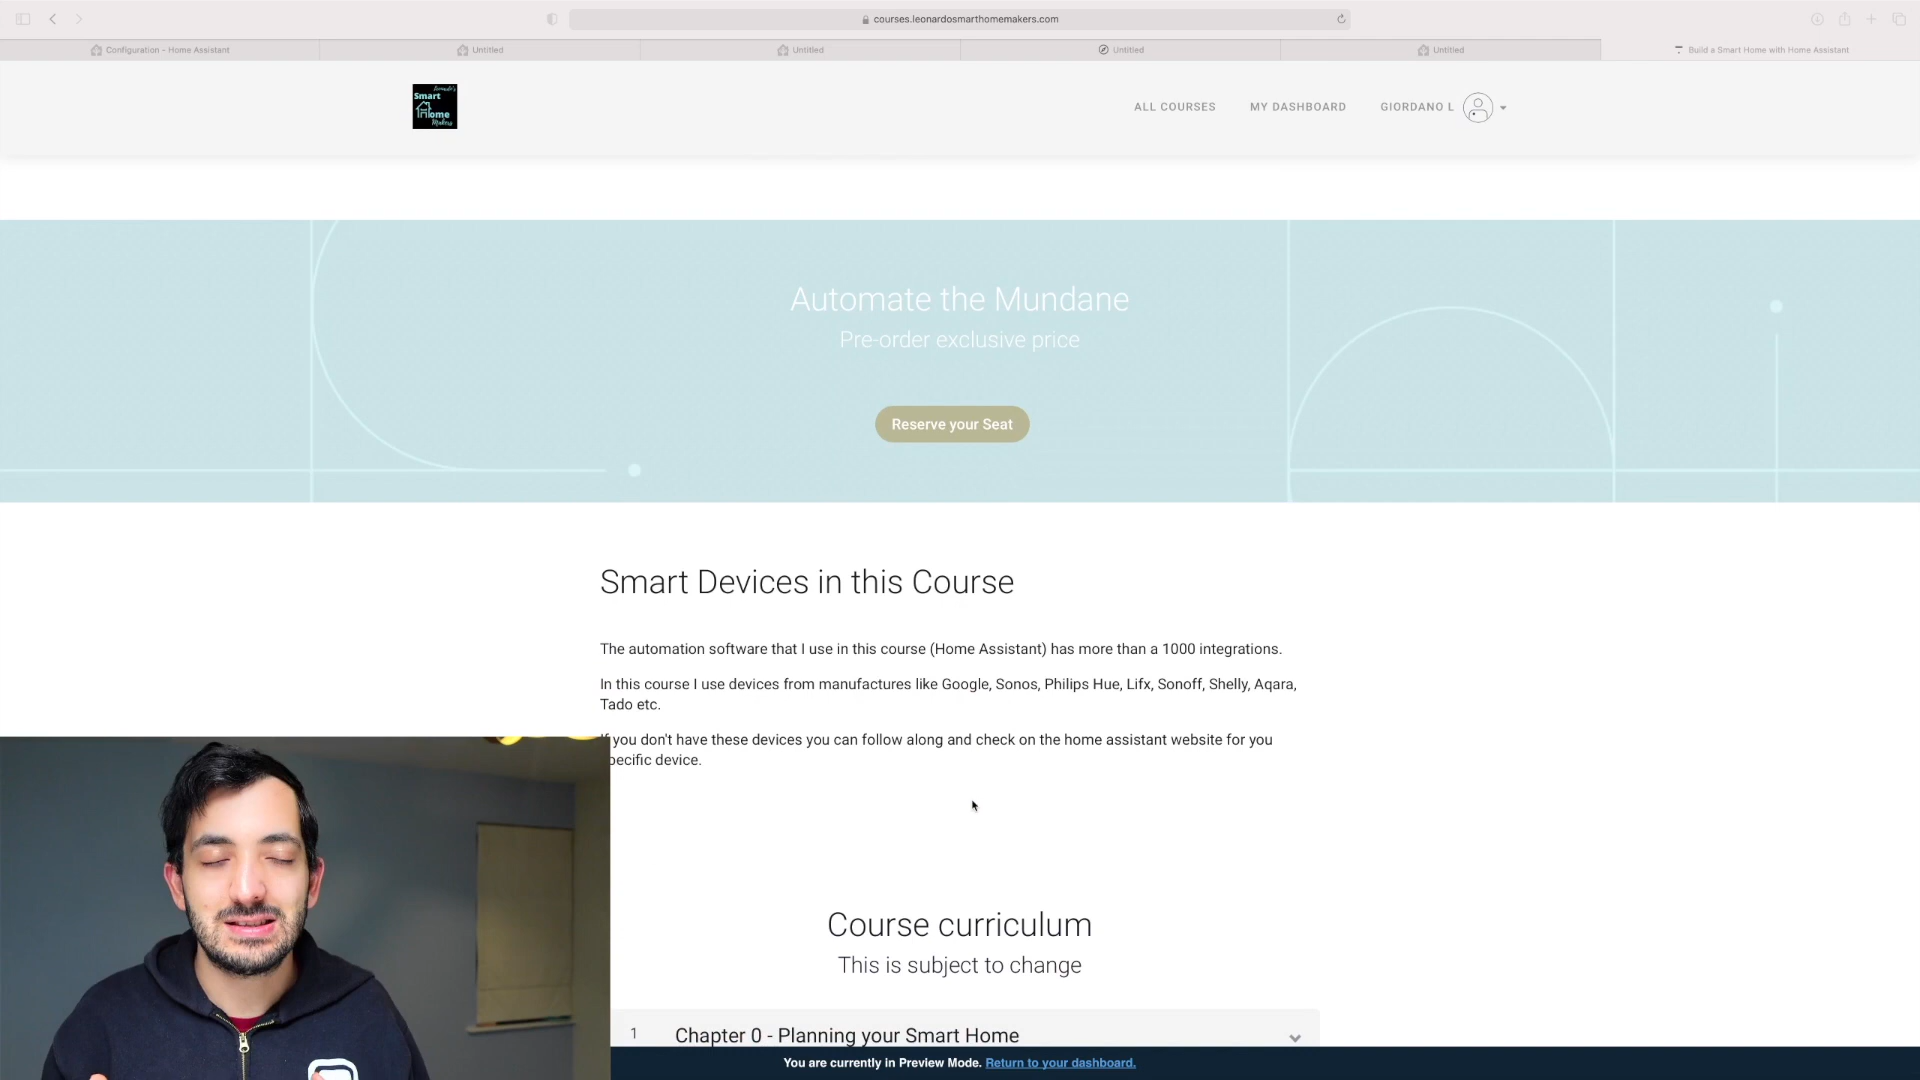 courses.leonardosmarthomemakers.com
Configuration - Home Assistant
Untitled
Untitled
Untitled
Untitled
Build a Smart Home with Home Assistant
Smart
Home
Makers
ALL COURSES
MY DASHBOARD
GIORDANO L
Automate the Mundane
Pre-order exclusive price
Reserve your Seat
Smart Devices in this Course
The automation software that I use in this course (Home Assistant) has more than a 1000 integrations.
In this course I use devices from manufactures like Google, Sonos, Philips Hue, Lifx, Sonoff, Shelly, Aqara,
Tado etc.
If you don't have these devices you can follow along and check on the home assistant website for you
pecific device.
Course curriculum
This is subject to change
1 Chapter 0 - Planning your Smart Home
You are currently in Preview Mode. Return to your dashboard.